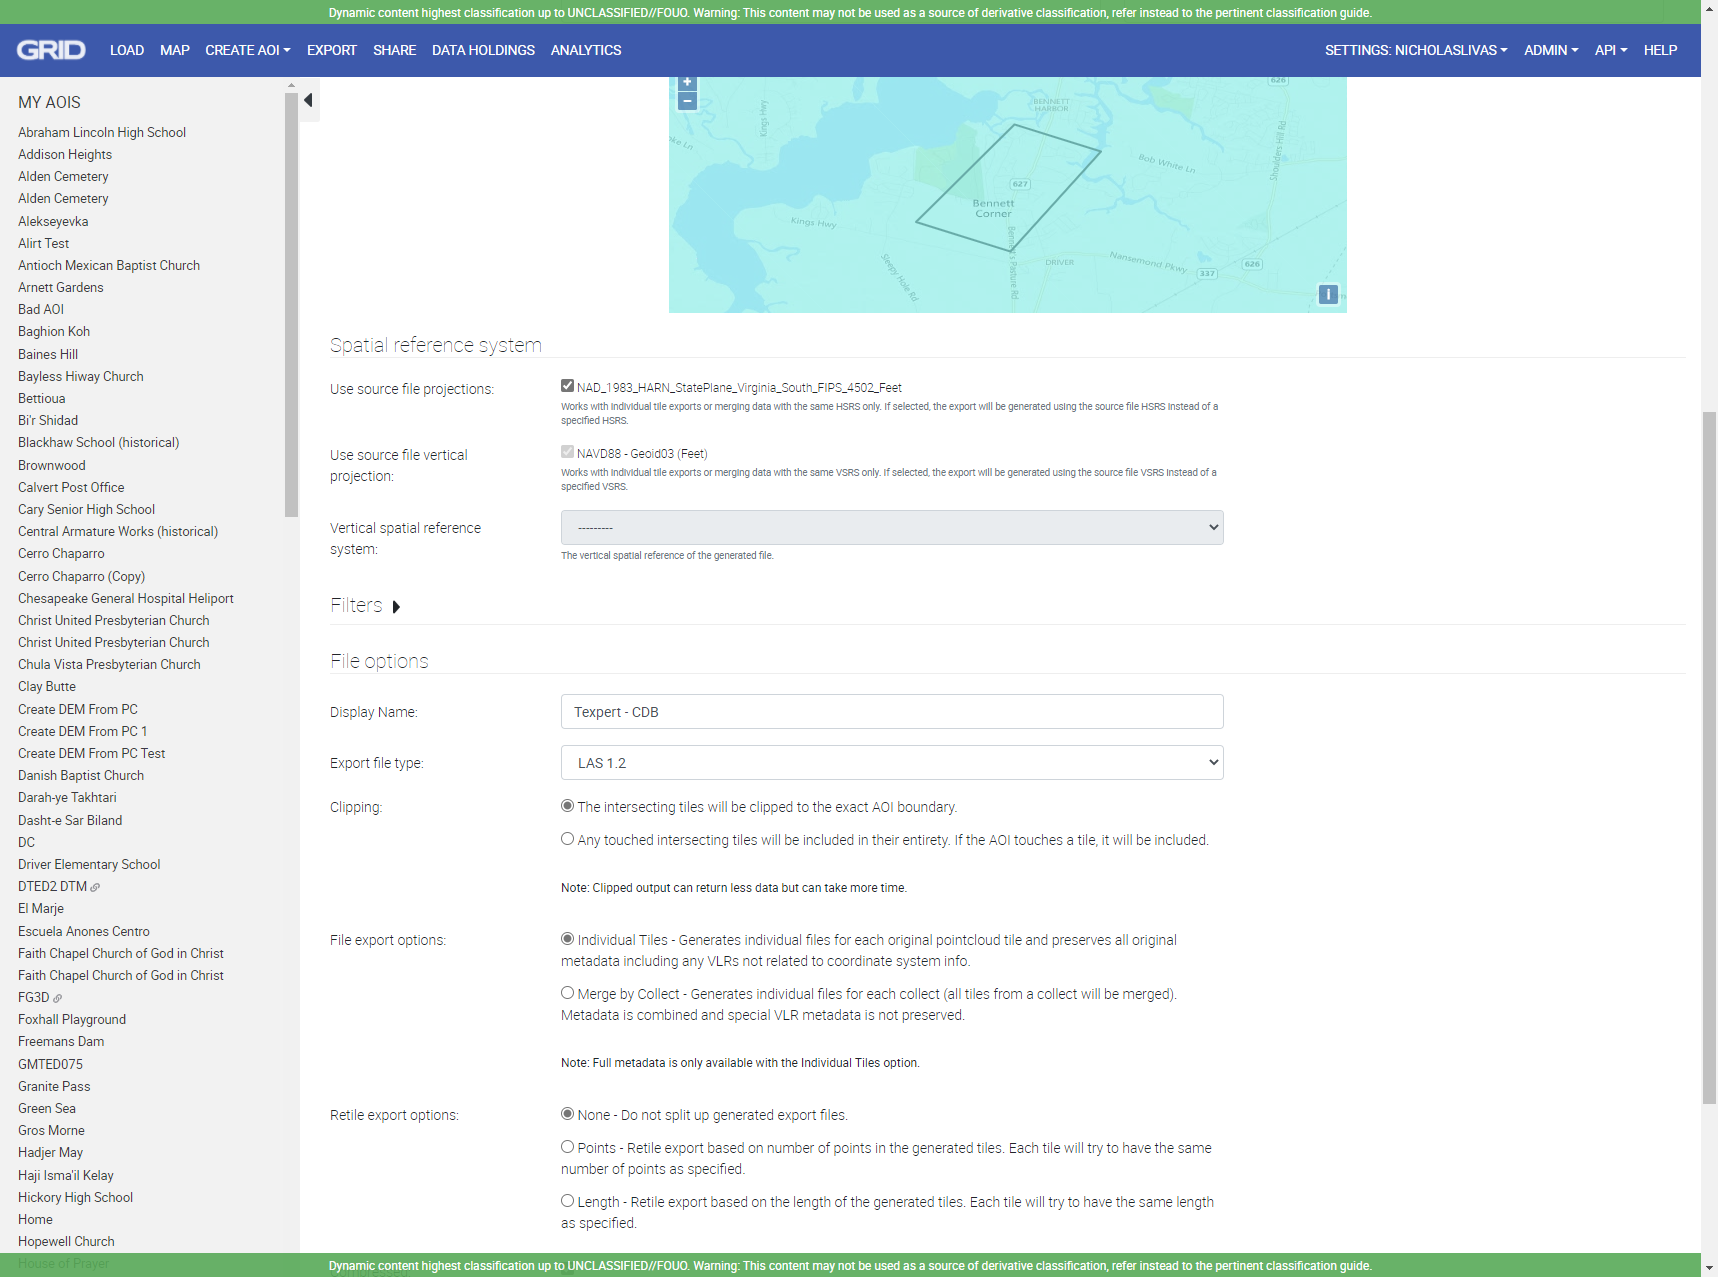 Dynamic content highest classification up to UNCLASSIFIED//FOUO. Warning: This content may not be used as a source of derivative classification, refer instead to the pertinent classification guide.
GRID LOAD MAP CREATE AOI EXPORT SHARE DATA HOLDINGS ANALYTICS SETTINGS: NICHOLASLIVAS ADMIN API HELP
MY AOIS
Abraham Lincoln High School
Addison Heights
Alden Cemetery
Alden Cemetery
Alekseyevka
Alirt Test
Antioch Mexican Baptist Church
Arnett Gardens
Bad AOI
Baghion Koh
Baines Hill
Bayless Hiway Church
Bettioua
Bi'r Shidad
Blackhaw School (historical)
Brownwood
Calvert Post Office
Cary Senior High School
Central Armature Works (historical)
Cerro Chaparro
Cerro Chaparro (Copy)
Chesapeake General Hospital Heliport
Christ United Presbyterian Church
Christ United Presbyterian Church
Chula Vista Presbyterian Church
Clay Butte
Create DEM From PC
Create DEM From PC 1
Create DEM From PC Test
Danish Baptist Church
Darah-ye Takhtari
Dasht-e Sar Biland
DC
Driver Elementary School
DTED2 DTM
El Marje
Escuela Anones Centro
Faith Chapel Church of God in Christ
Faith Chapel Church of God in Christ
FG3D
Foxhall Playground
Freemans Dam
GMTED075
Granite Pass
Green Sea
Gros Morne
Hadjer May
Haji Isma'il Kelay
Hickory High School
Home
Hopewell Church
House of Prayer
+
−
626
BENNETT
HARBOR
Kings Hwy
ke Ln
Bob White Ln
Shoulders Hill Rd
627
Bennett
Corner
Kings Hwy
Bennett's Pasture Rd
Sleepy Hole Rd
DRIVER
Nansemond Pkwy
337
626
i
Spatial reference system
Use source file projections:
NAD_1983_HARN_StatePlane_Virginia_South_FIPS_4502_Feet
Works with individual tile exports or merging data with the same HSRS only. If selected, the export will be generated using the source file HSRS instead of a
specified HSRS.
Use source file vertical
projection:
NAVD88 - Geoid03 (Feet)
Works with individual tile exports or merging data with the same VSRS only. If selected, the export will be generated using the source file VSRS instead of a
specified VSRS.
Vertical spatial reference
system:
---------
The vertical spatial reference of the generated file.
Filters
File options
Display Name:
Texpert - CDB
Export file type:
LAS 1.2
Clipping:
The intersecting tiles will be clipped to the exact AOI boundary.
Any touched intersecting tiles will be included in their entirety. If the AOI touches a tile, it will be included.
Note: Clipped output can return less data but can take more time.
File export options:
Individual Tiles - Generates individual files for each original pointcloud tile and preserves all original
metadata including any VLRs not related to coordinate system info.
Merge by Collect - Generates individual files for each collect (all tiles from a collect will be merged).
Metadata is combined and special VLR metadata is not preserved.
Note: Full metadata is only available with the Individual Tiles option.
Retile export options:
None - Do not split up generated export files.
Points - Retile export based on number of points in the generated tiles. Each tile will try to have the same
number of points as specified.
Length - Retile export based on the length of the generated tiles. Each tile will try to have the same length
as specified.
Dynamic content highest classification up to UNCLASSIFIED//FOUO. Warning: This content may not be used as a source of derivative classification, refer instead to the pertinent classification guide.